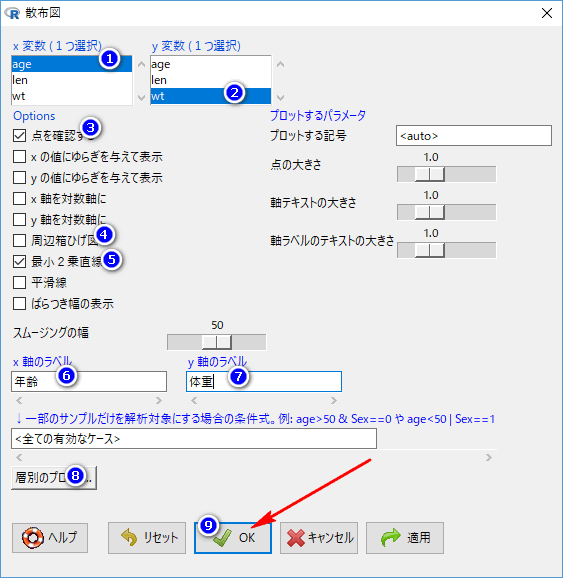 散布図
x 変数 (１つ選択)
y 変数 (１つ選択)
1
age
len
wt
age
len
wt
2
Options
プロットするパラメータ
3
点を確認す
x の値にゆらぎを与えて表示
y の値にゆらぎを与えて表示
x 軸を対数軸に
y 軸を対数軸に
周辺箱ひげ図
4
最小２乗直線
5
平滑線
ばらつき幅の表示
プロットする記号
<auto>
点の大きさ
1.0
軸テキストの大きさ
1.0
軸ラベルのテキストの大きさ
1.0
スムージングの幅
50
x 軸のラベル
y 軸のラベル
年齢
6
体重
7
↓一部のサンプルだけを解析対象にする場合の条件式。例: age>50 & Sex==0 や age<50 | Sex==1
<全ての有効なケース>
層別のプロ
8
...
ヘルプ
リセット
9
OK
キャンセル
適用